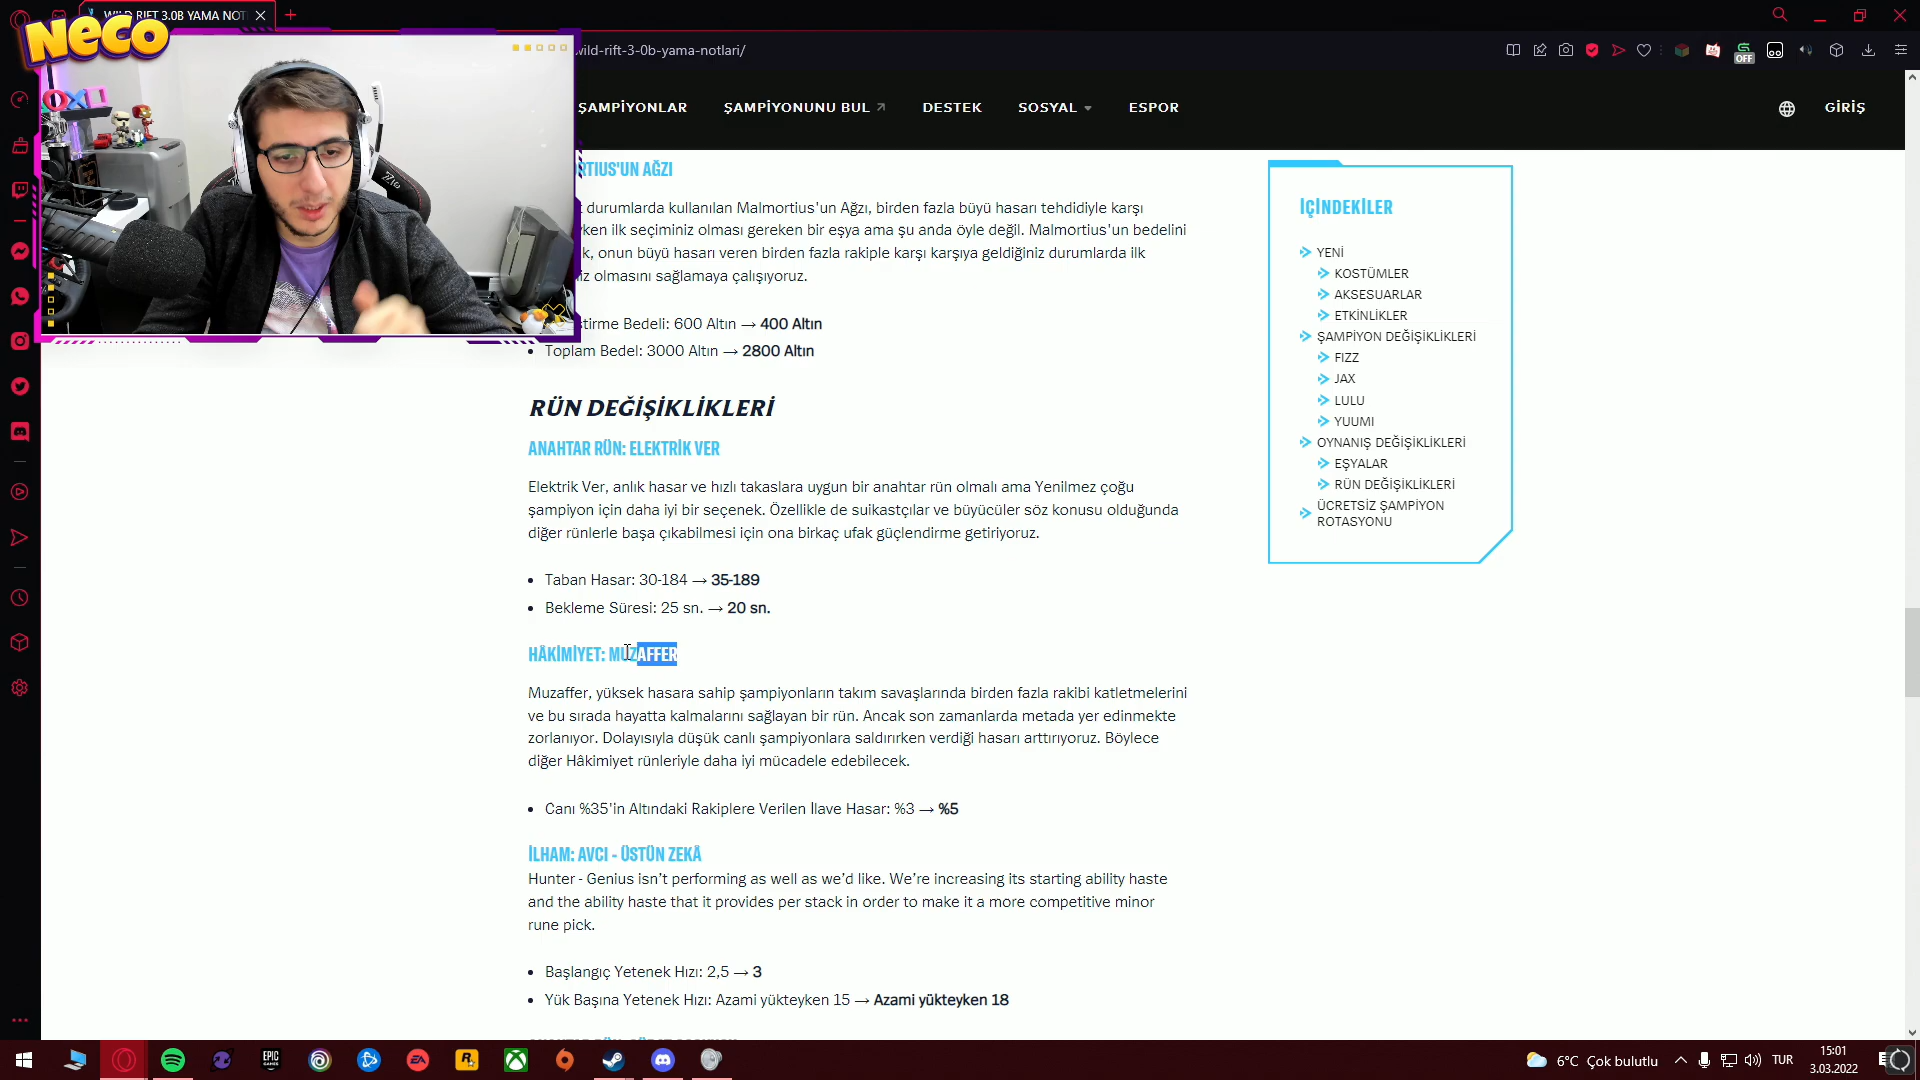 WILD RIFT 3.0B YAMA NOT
NECO
wild-rift-3-0b-yama-notlari/
OFF
ŞAMPİYONLAR
ŞAMPİYONUNU BUL
DESTEK
SOSYAL
ESPOR
GİRİŞ
RTIUS'UN AĞZI
durumlarda kullanılan Malmortius'un Ağzı, birden fazla büyü hasarı tehdidiyle karşı
yken ilk seçiminiz olması gereken bir eşya ama şu anda öyle değil. Malmortius'un bedelini
k, onun büyü hasarı veren birden fazla rakiple karşı karşıya geldiğiniz durumlarda ilk
iz olmasını sağlamaya çalışıyoruz.
ştirme Bedeli: 600 Altın → 400 Altın
• Toplam Bedel: 3000 Altın → 2800 Altın
RÜN DEĞİŞİKLİKLERİ
ANAHTAR RÜN: ELEKTRİK VER
Elektrik Ver, anlık hasar ve hızlı takaslara uygun bir anahtar rün olmalı ama Yenilmez çoğu
şampiyon için daha iyi bir seçenek. Özellikle de suikastçılar ve büyücüler söz konusu olduğunda
diğer rünlerle başa çıkabilmesi için ona birkaç ufak güçlendirme getiriyoruz.
• Taban Hasar: 30-184 → 35-189
• Bekleme Süresi: 25 sn. → 20 sn.
HÂKİMİYET: MUZAFFER
Muzaffer, yüksek hasara sahip şampiyonların takım savaşlarında birden fazla rakibi katletmelerini
ve bu sırada hayatta kalmalarını sağlayan bir rün. Ancak son zamanlarda metada yer edinmekte
zorlanıyor. Dolayısıyla düşük canlı şampiyonlara saldırırken verdiği hasarı arttırıyoruz. Böylece
diğer Hâkimiyet rünleriyle daha iyi mücadele edebilecek.
• Canı %35'in Altındaki Rakiplere Verilen İlave Hasar: %3 → %5
İLHAM: AVCI - ÜSTÜN ZEKÂ
Hunter - Genius isn't performing as well as we'd like. We're increasing its starting ability haste
and the ability haste that it provides per stack in order to make it a more competitive minor
rune pick.
• Başlangıç Yetenek Hızı: 2,5 → 3
• Yük Başına Yetenek Hızı: Azami yükteyken 15 → Azami yükteyken 18
İÇİNDEKİLER
YENİ
KOSTÜMLER
AKSESUARLAR
ETKİNLİKLER
ŞAMPİYON DEĞİŞİKLİKLERİ
FIZZ
JAX
LULU
YUUMI
OYNANIŞ DEĞİŞİKLİKLERİ
EŞYALAR
RÜN DEĞİŞİKLİKLERİ
ÜCRETSİZ ŞAMPİYON
ROTASYONU
EPIC
GAMES
EA
R
6°C Çok bulutlu
TUR
15:01
3.03.2022